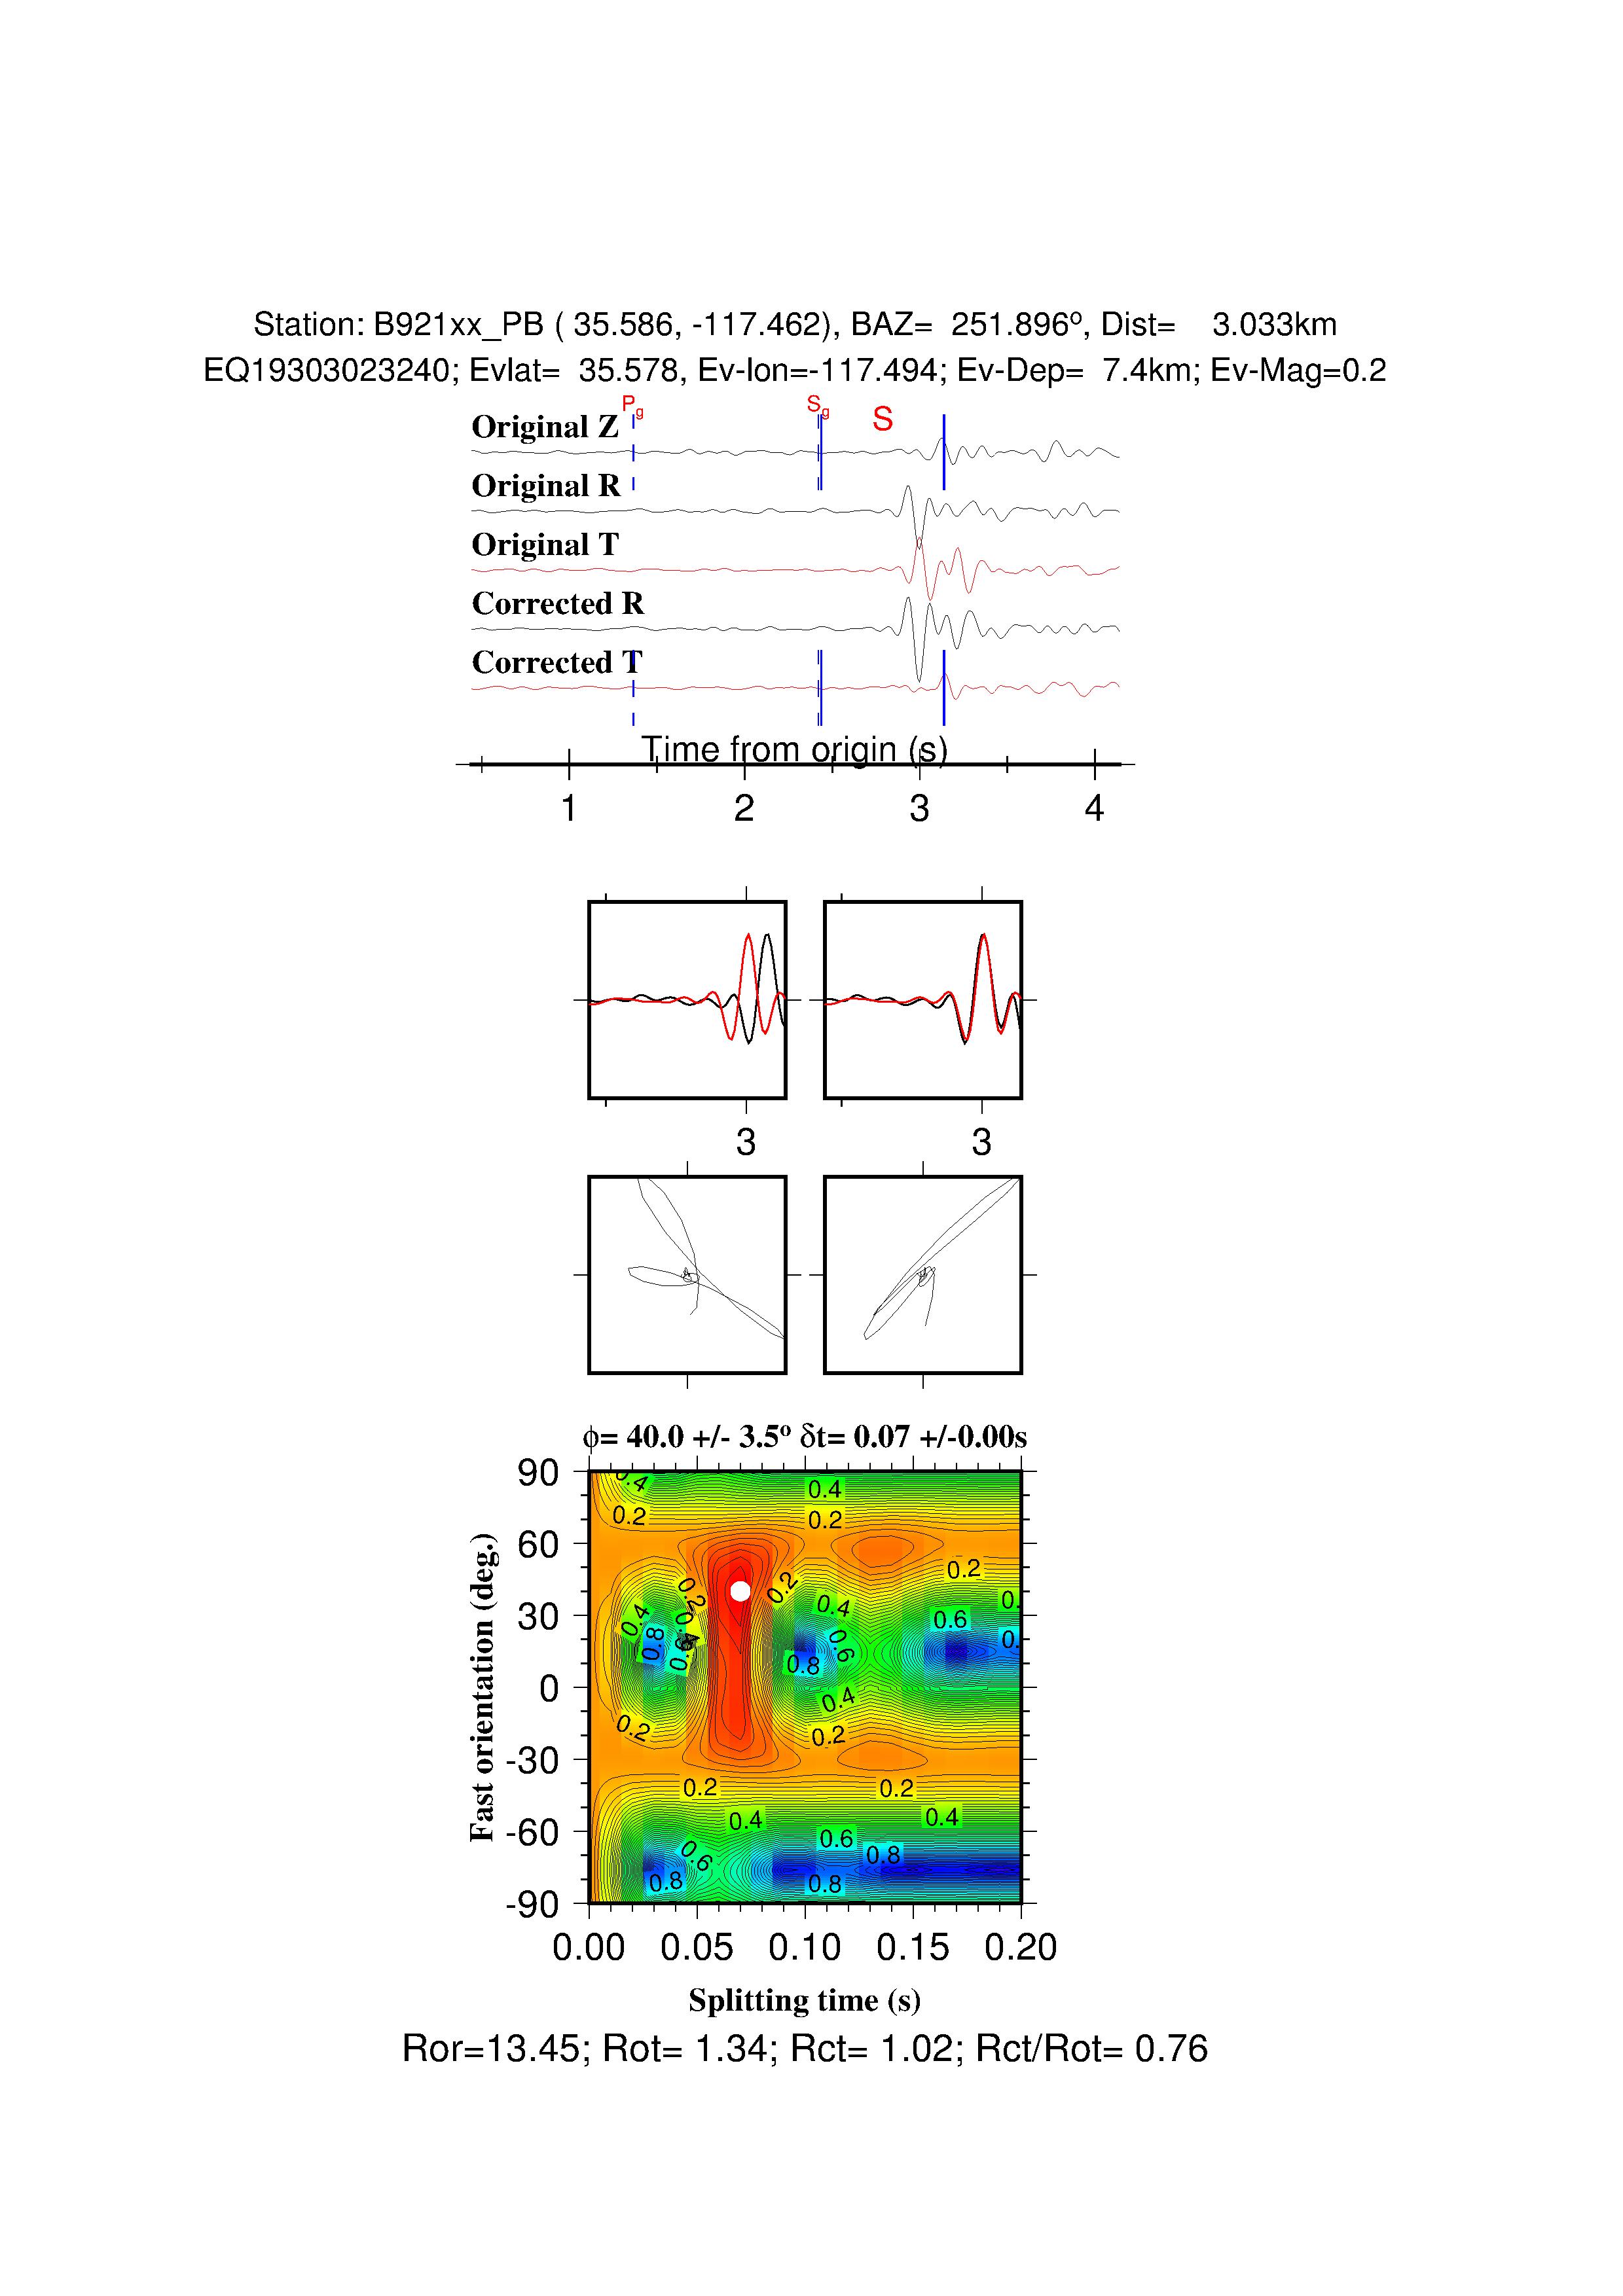 Station: B921xx_PB ( 35.586, -117.462), BAZ= 251.896º, Dist= 3.033km
EQ19303023240; Evlat= 35.578, Ev-lon=-117.494; Ev-Dep= 7.4km; Ev-Mag=0.2
Pg Sg S
Original Z
Original R
Original T
Corrected R
Corrected T
Time from origin (s)
1 2 3 4
3 3
ϕ= 40.0 +/- 3.5º δt= 0.07 +/-0.00s
Fast orientation (deg.)
90
60
30
0
-30
-60
-90
0.4 0.4
0.2 0.2
0.2 0.2 0.2
0.4 0.4 0.6
0.8 0.8 0.6
0.4
0.2 0.2
0.2 0.2
0.4 0.4
0.6 0.6 0.8
0.8 0.8
0.00 0.05 0.10 0.15 0.20
Splitting time (s)
Ror=13.45; Rot= 1.34; Rct= 1.02; Rct/Rot= 0.76